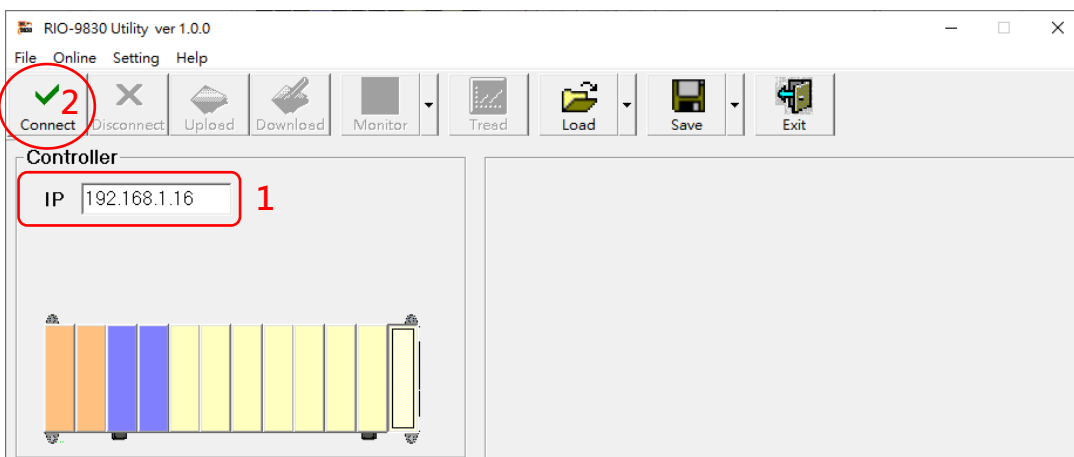 RIO-9830 Utility ver 1.0.0
File Online Setting Help
2
Connect Disconnect Upload Download Monitor Tread Load Save Exit
Controller
IP 192.168.1.16 1